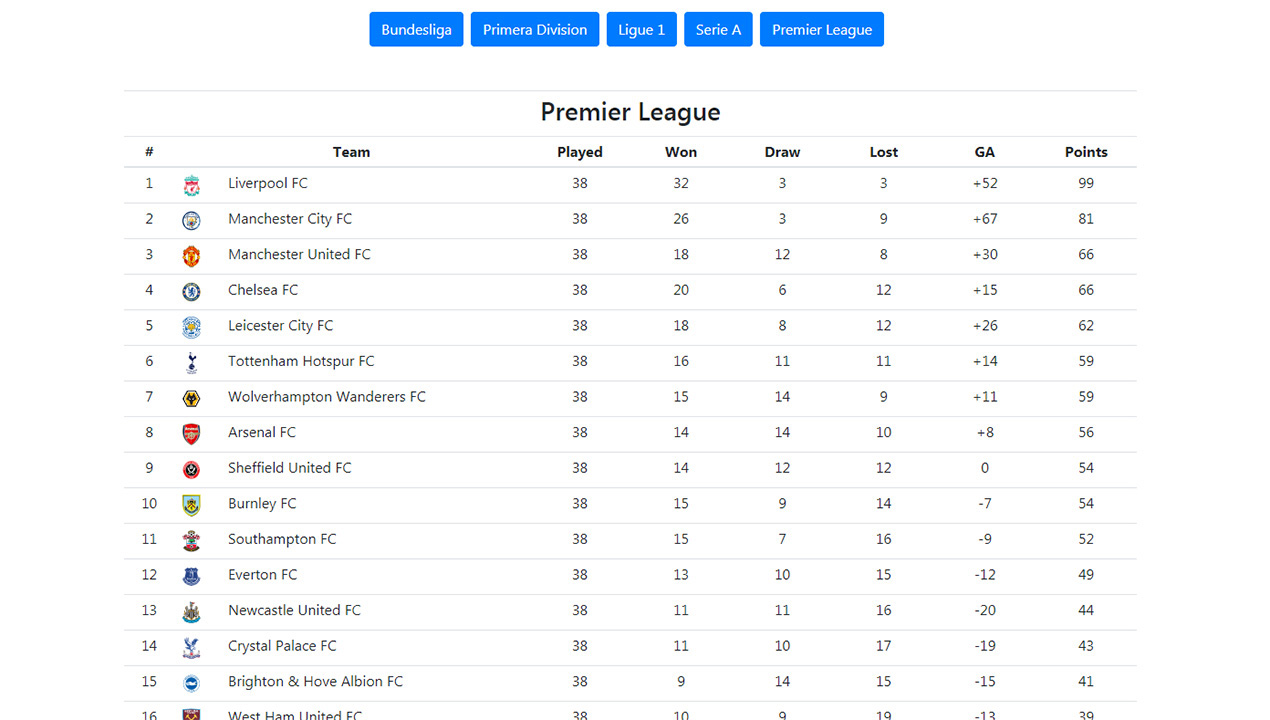 Bundesliga Primera Division Ligue 1 Serie A Premier League
Premier League
# Team Played Won Draw Lost GA Points
1 Liverpool FC 38 32 3 3 +52 99
2 Manchester City FC 38 26 3 9 +67 81
3 Manchester United FC 38 18 12 8 +30 66
4 Chelsea FC 38 20 6 12 +15 66
5 Leicester City FC 38 18 8 12 +26 62
6 Tottenham Hotspur FC 38 16 11 11 +14 59
7 Wolverhampton Wanderers FC 38 15 14 9 +11 59
8 Arsenal FC 38 14 14 10 +8 56
9 Sheffield United FC 38 14 12 12 0 54
10 Burnley FC 38 15 9 14 -7 54
11 Southampton FC 38 15 7 16 -9 52
12 Everton FC 38 13 10 15 -12 49
13 Newcastle United FC 38 11 11 16 -20 44
14 Crystal Palace FC 38 11 10 17 -19 43
15 Brighton & Hove Albion FC 38 9 14 15 -15 41
16 West Ham United FC 38 10 9 19 -13 39